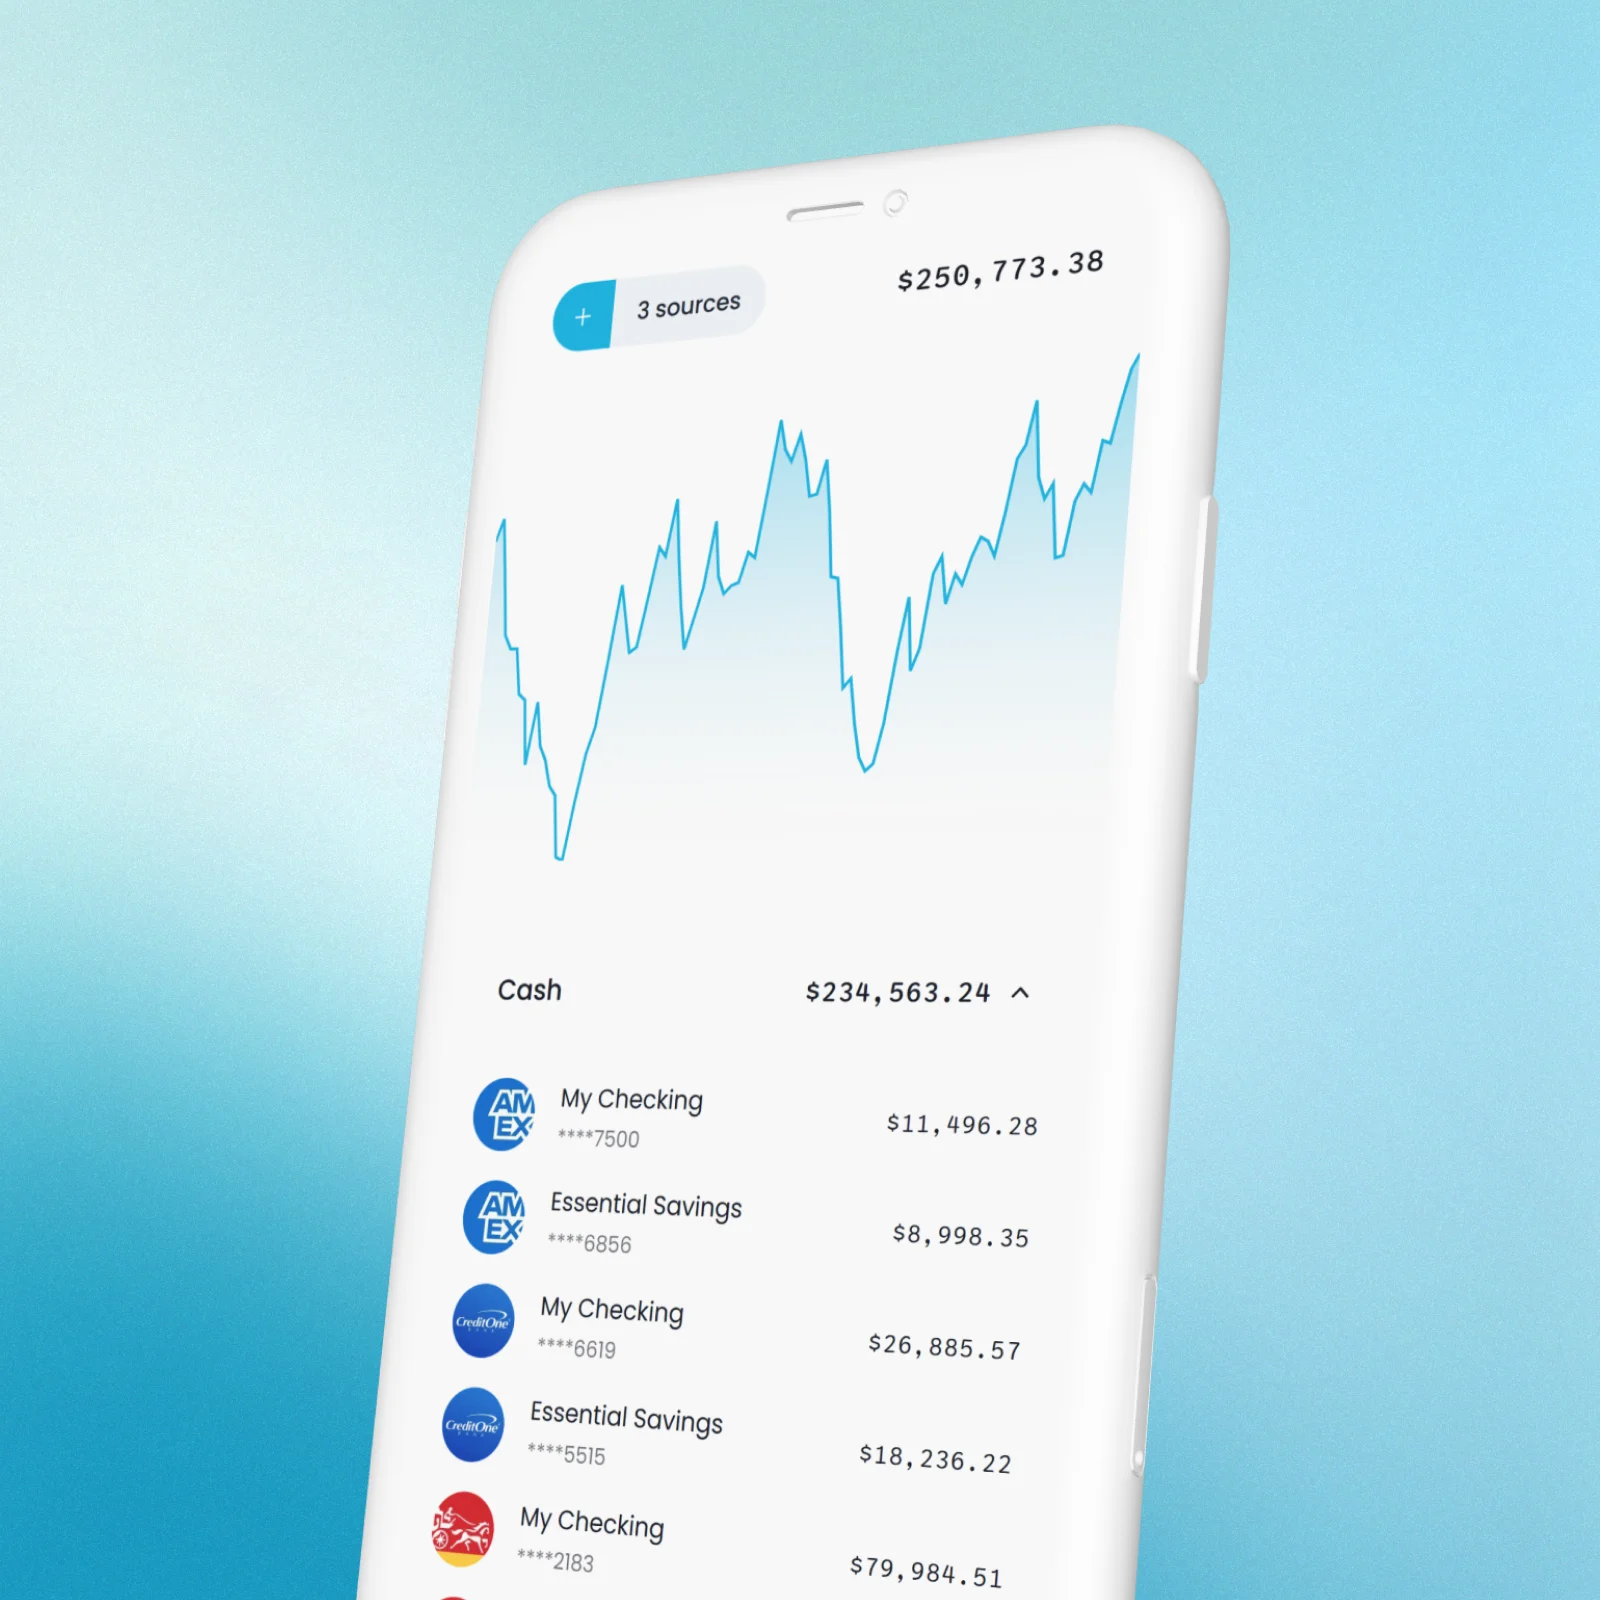 $250,773.38
+ 3 sources
Cash $234,563.24
AM
EX
My Checking
****7500
$11,496.28
AM
EX
Essential Savings
****6856
$8,998.35
CreditOne
My Checking
****6619
$26,885.57
CreditOne
Essential Savings
****5515
$18,236.22
My Checking
****2183
$79,984.51